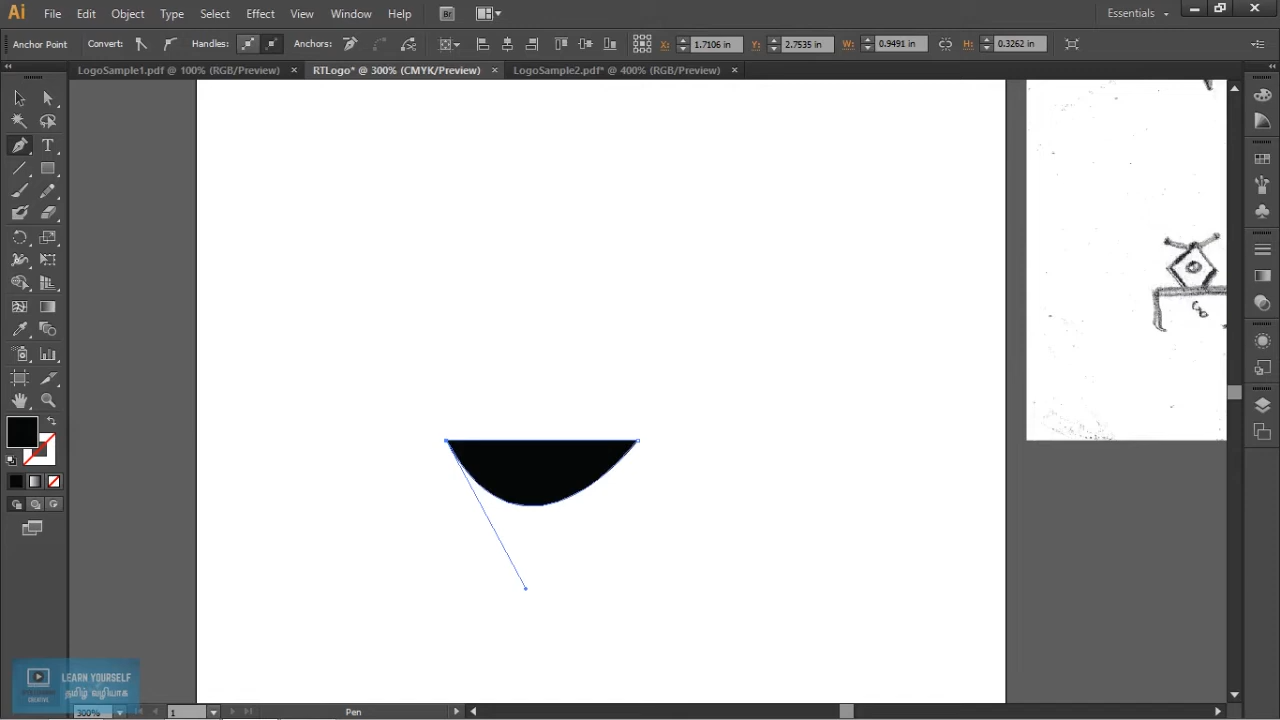 Ai File Edit Object Type Select Effect View Window Help Br Essentials
Anchor Point Convert: Handles: Anchors: X: 1.7106 in Y: 2.7535 in W: 0.9491 in H: 0.3262 in
LogoSample1.pdf @ 100% (RGB/Preview) RTLogo* @ 300% (CMYK/Preview) LogoSample2.pdf* @ 400% (RGB/Preview)
LEARN YOURSELF
தமிழ் வழியாக
CREATIVE
300% 1 Pen